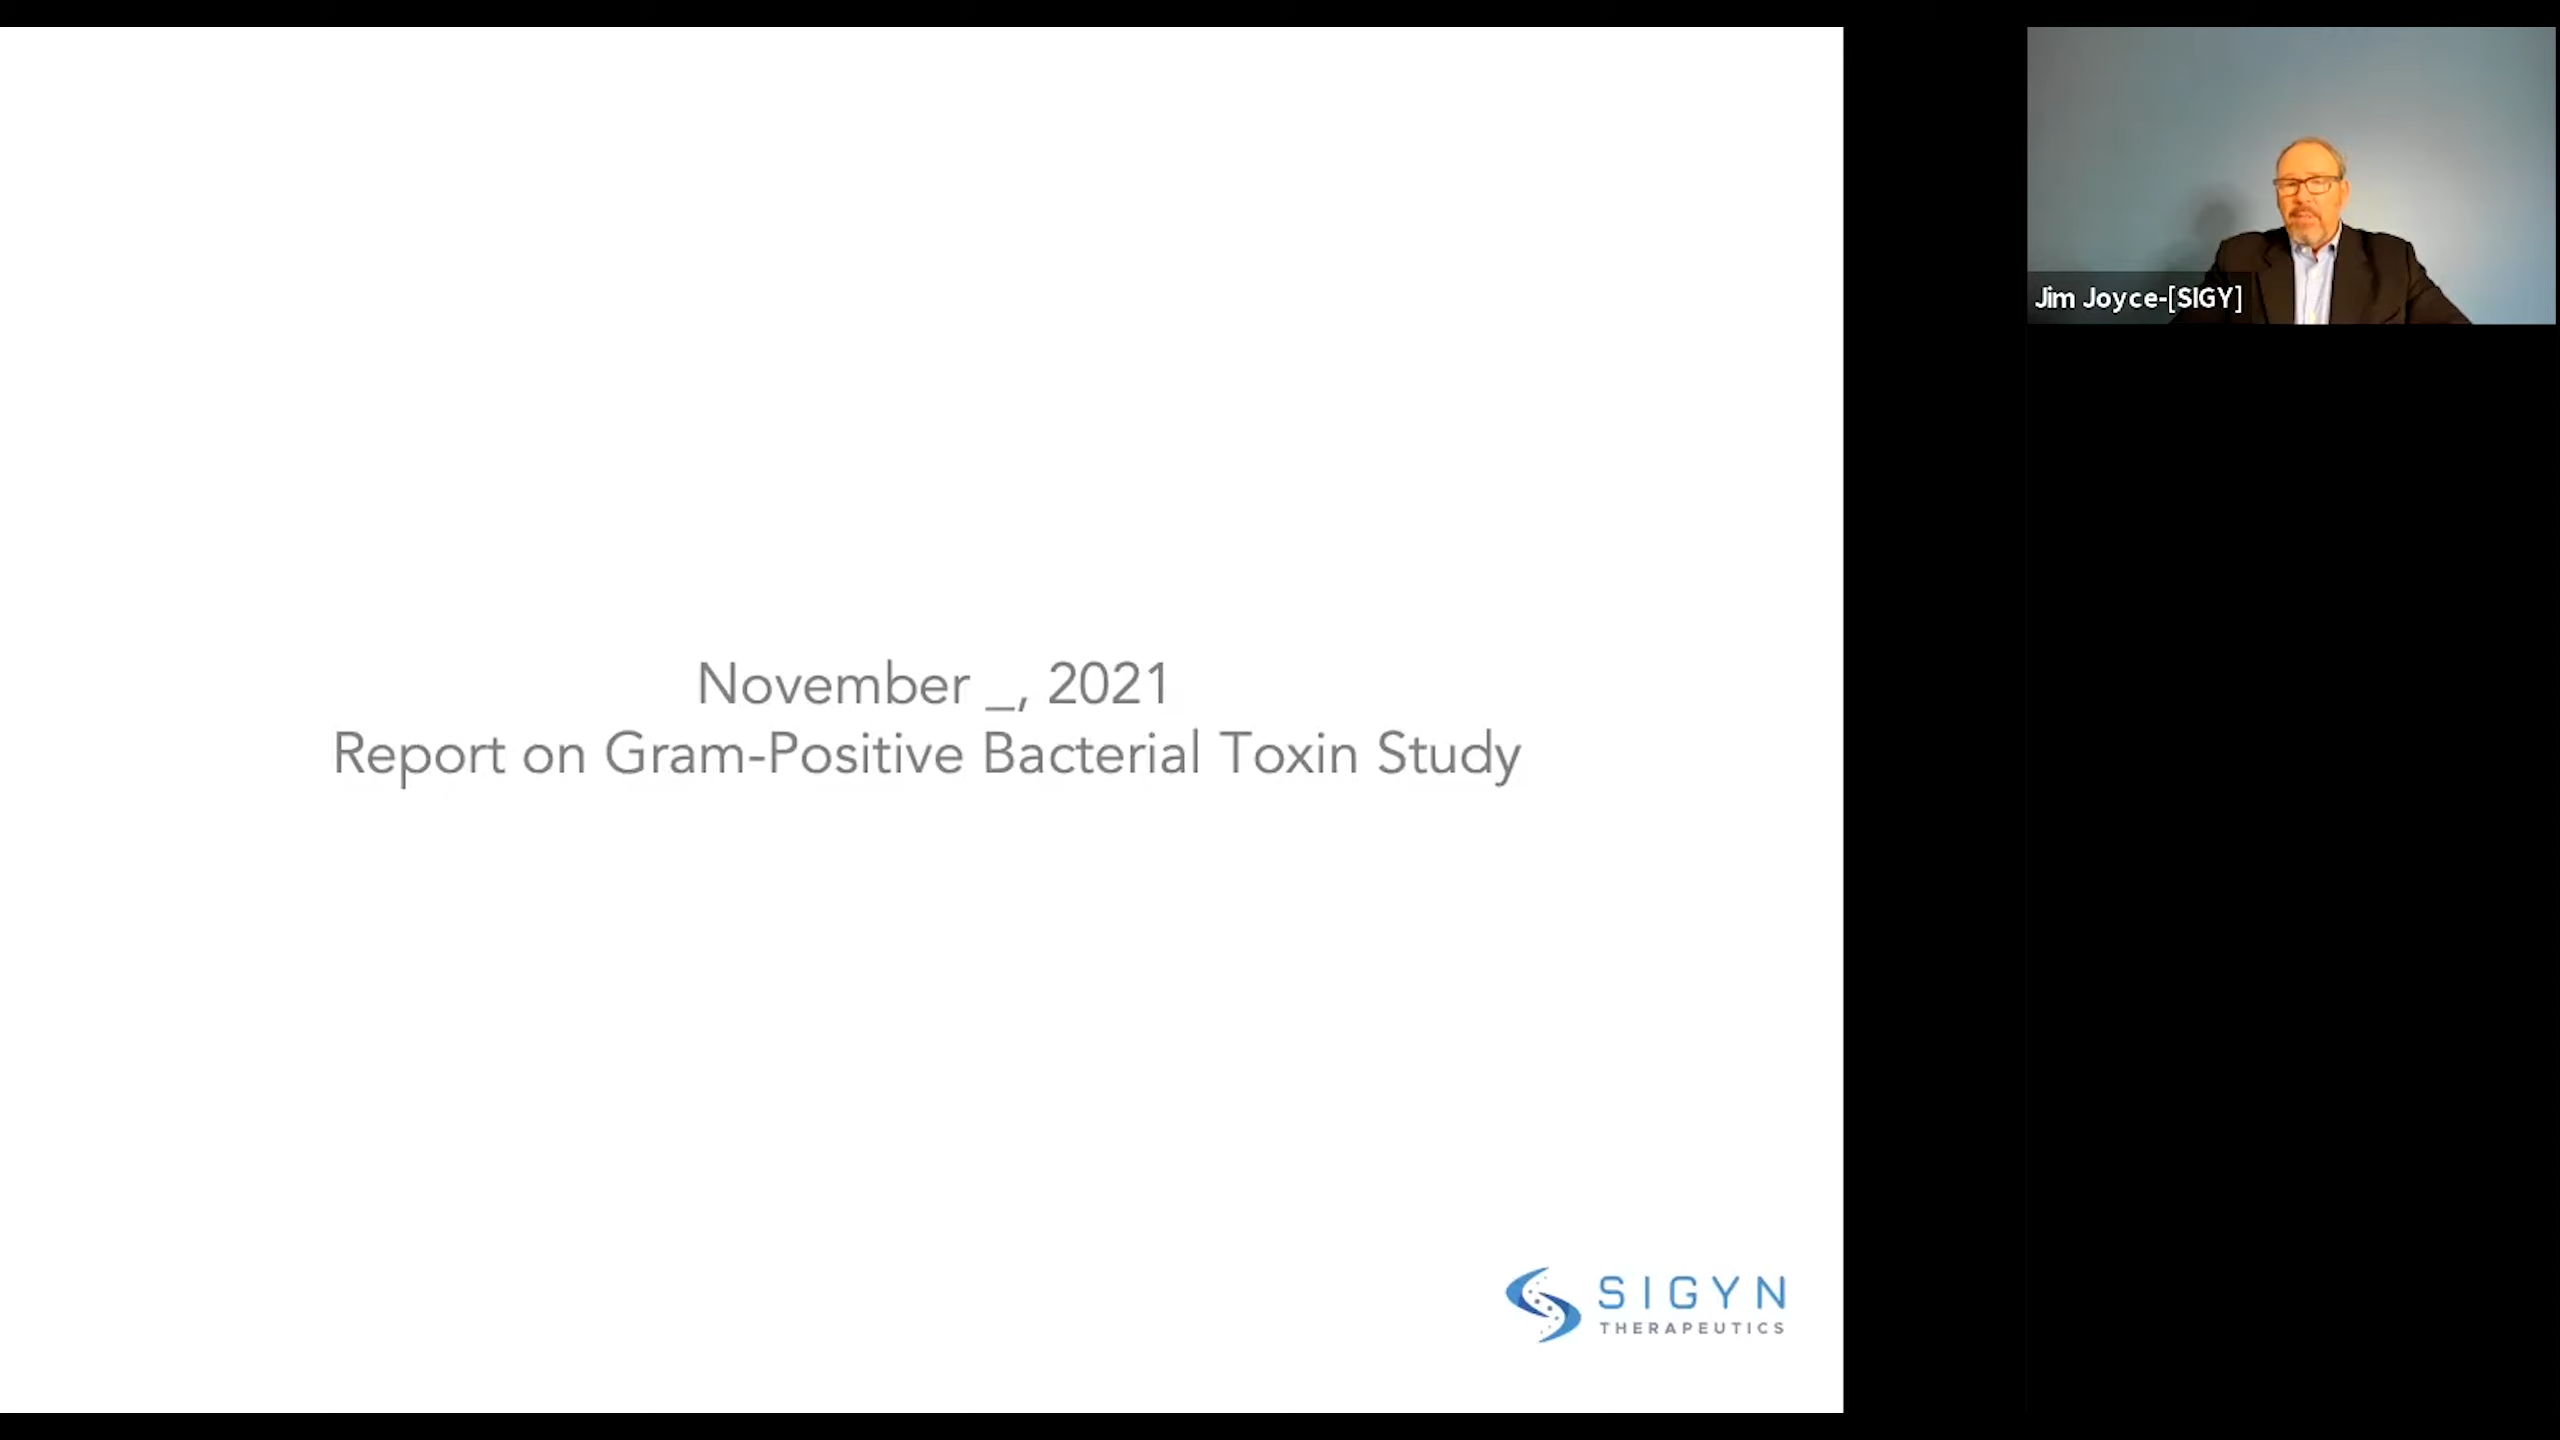 November _, 2021
Report on Gram-Positive Bacterial Toxin Study
SIGYN
THERAPEUTICS
Jim Joyce-[SIGY]